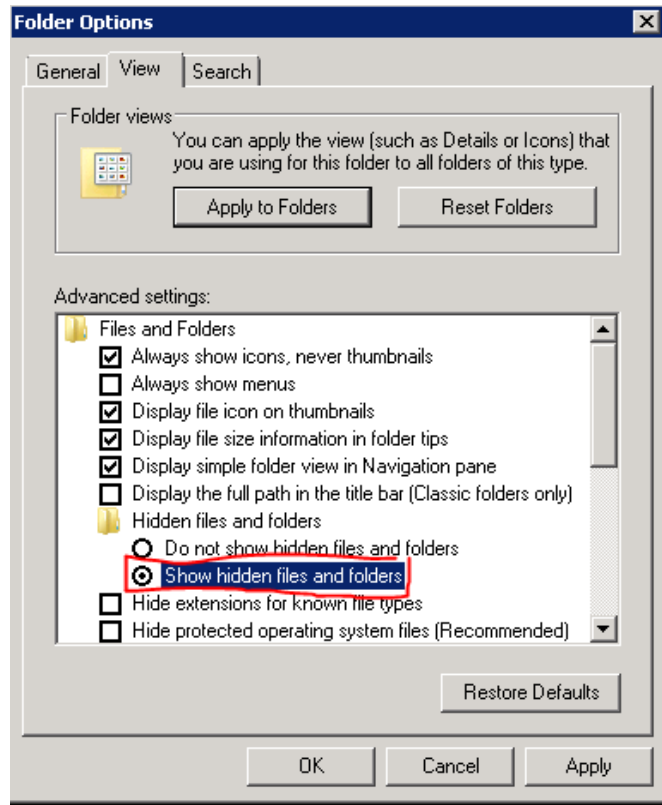 Folder Options
General View Search
Folder views
You can apply the view (such as Details or Icons) that
you are using for this folder to all folders of this type.
Apply to Folders Reset Folders
Advanced settings:
Files and Folders
Always show icons, never thumbnails
Always show menus
Display file icon on thumbnails
Display file size information in folder tips
Display simple folder view in Navigation pane
Display the full path in the title bar (Classic folders only)
Hidden files and folders
Do not show hidden files and folders
Show hidden files and folders
Hide extensions for known file types
Hide protected operating system files (Recommended)
Restore Defaults
OK Cancel Apply